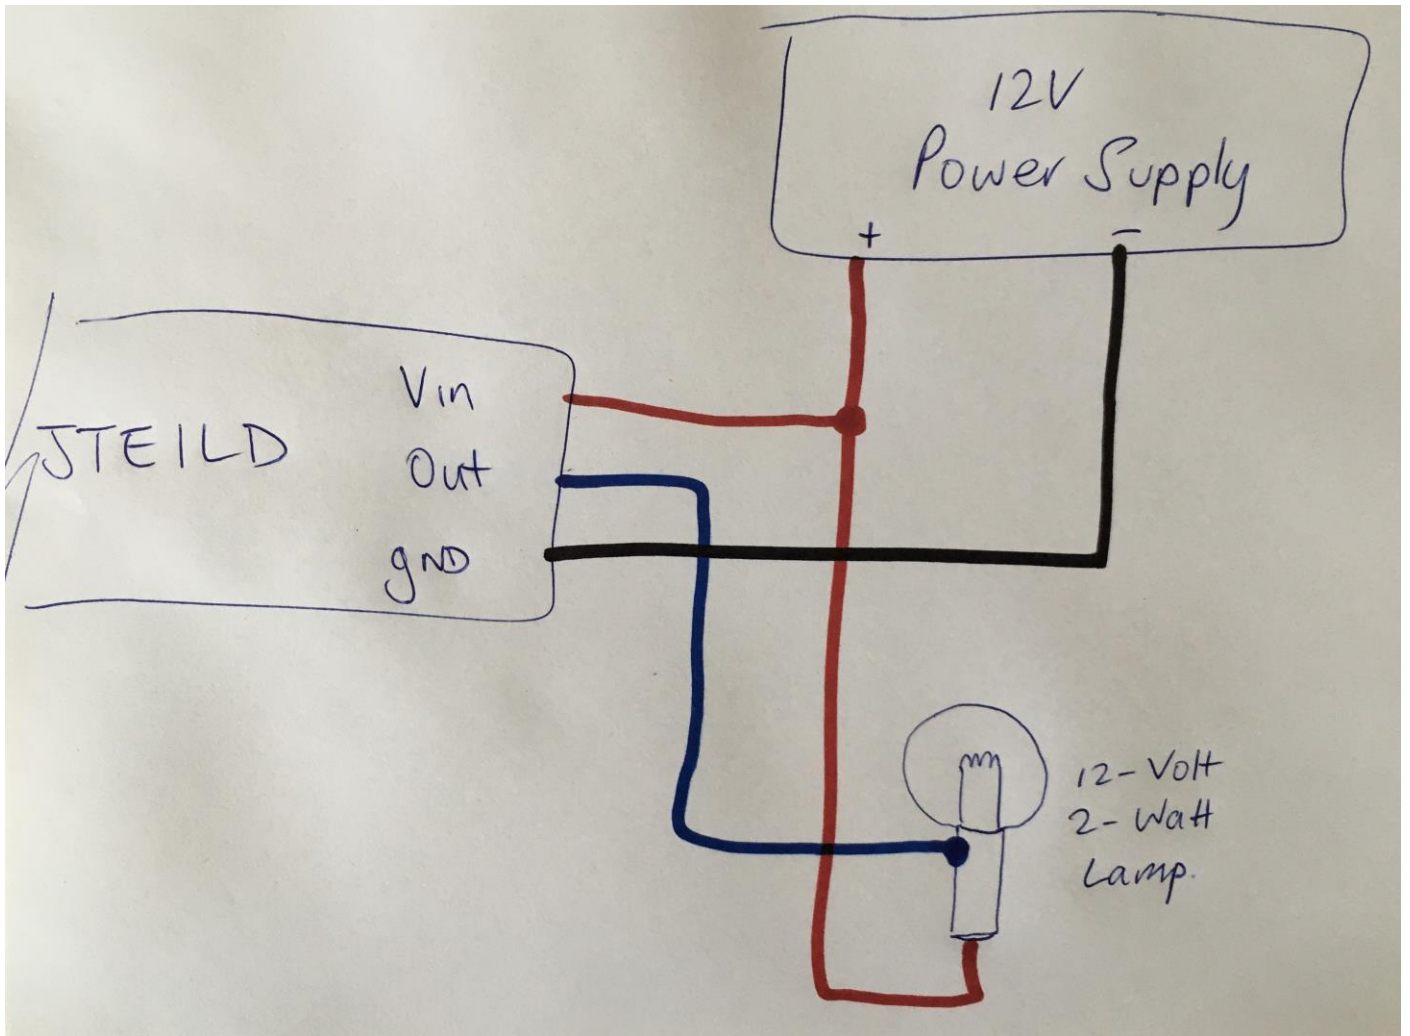 12V
Power Supply
+ -
Vin
JTEILD
Out
gND
12-Volt
2-Watt
Lamp.